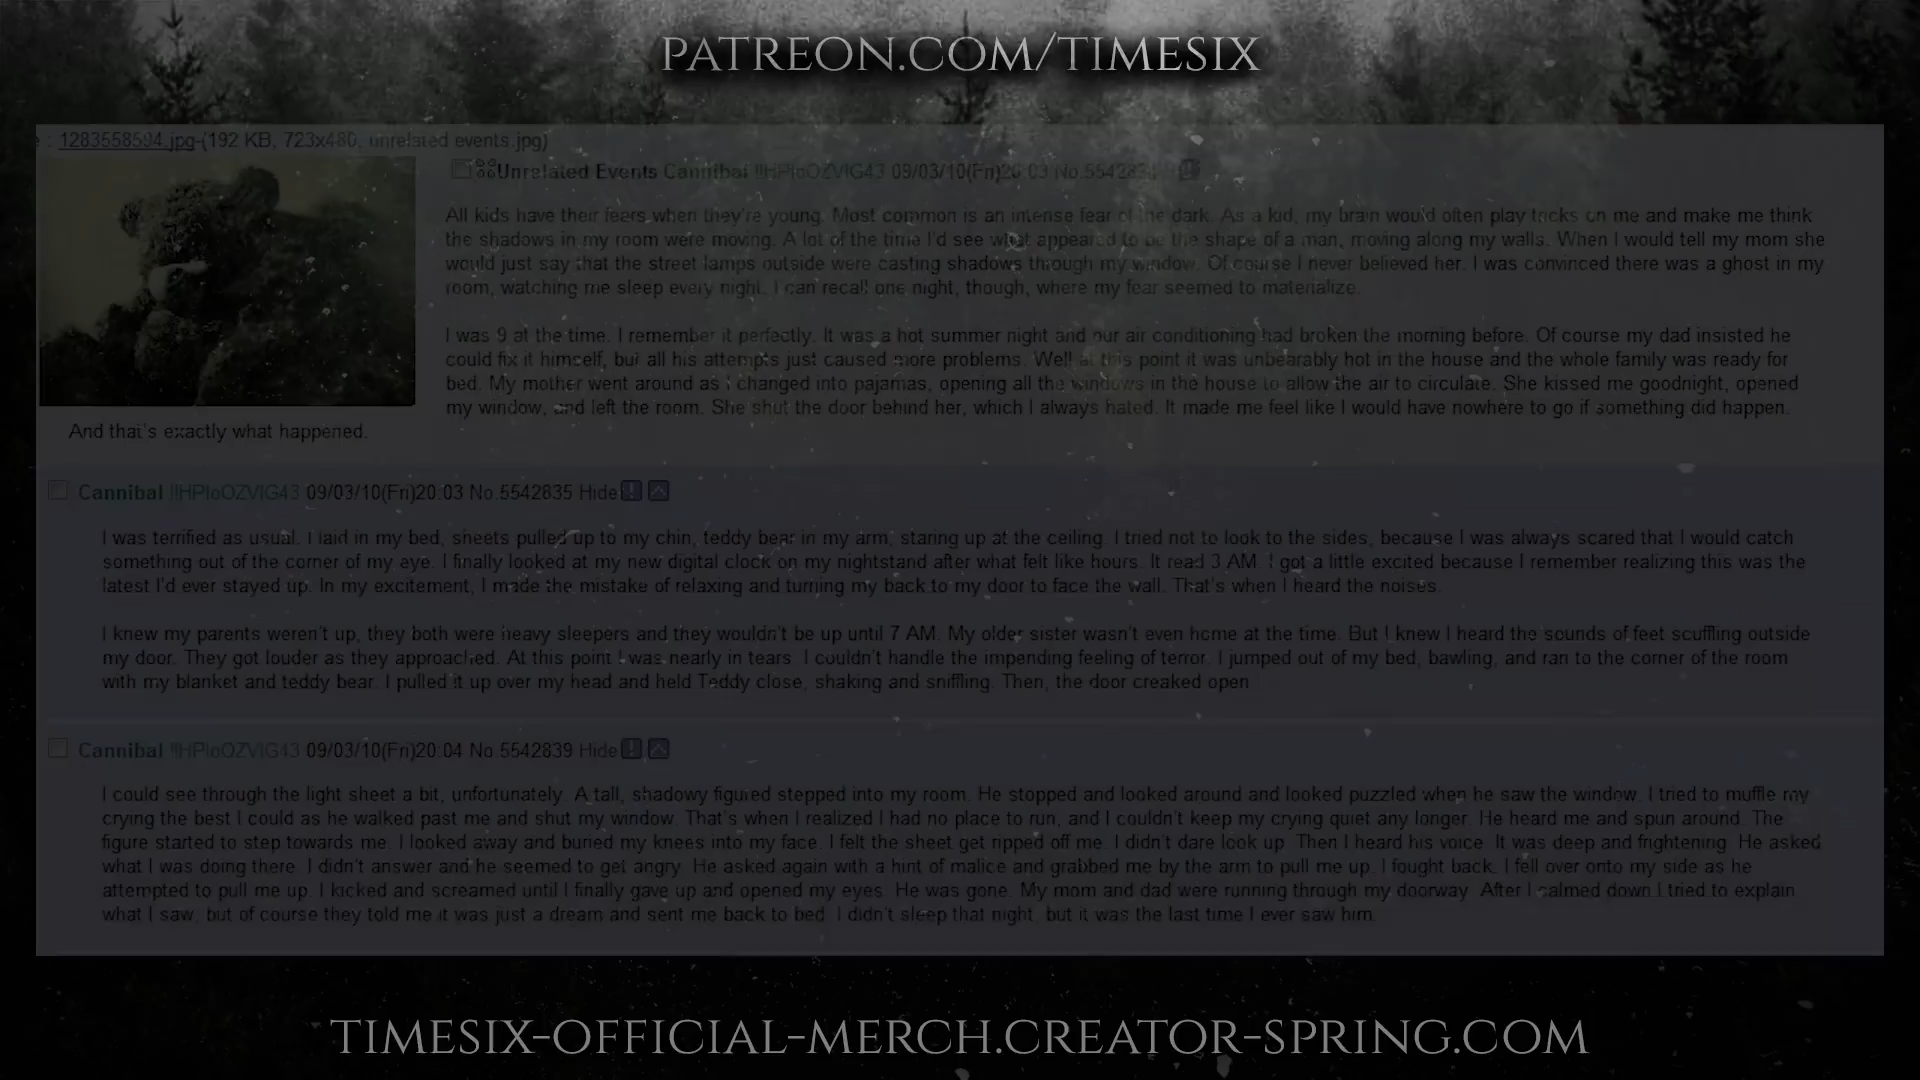 PATREON.COM/TIMESIX
: 1283558594.jpg-(192 KB, 723x480, unrelated events.jpg)
Unrelated Events Cannibal !!HPIoOZVIG43 09/03/10(Fri)20:03 No.5542834
All kids have their fears when they're young. Most common is an intense fear of the dark. As a kid, my brain would often play tricks on me and make me think
the shadows in my room were moving. A lot of the time I'd see what appeared to be the shape of a man, moving along my walls. When I would tell my mom she
would just say that the street lamps outside were casting shadows through my window. Of course I never believed her. I was convinced there was a ghost in my
room, watching me sleep every night. I can recall one night, though, where my fear seemed to materialize.
I was 9 at the time. I remember it perfectly. It was a hot summer night and our air conditioning had broken the morning before. Of course my dad insisted he
could fix it himself, but all his attempts just caused more problems. Well at this point it was unbearably hot in the house and the whole family was ready for
bed. My mother went around as I changed into pajamas, opening all the windows in the house to allow the air to circulate. She kissed me goodnight, opened
my window, and left the room. She shut the door behind her, which I always hated. It made me feel like I would have nowhere to go if something did happen.
And that's exactly what happened.
Cannibal !!HPIoOZVIG43 09/03/10(Fri)20:03 No.5542835 Hide
I was terrified as usual. I laid in my bed, sheets pulled up to my chin, teddy bear in my arm, staring up at the ceiling. I tried not to look to the sides, because I was always scared that I would catch
something out of the corner of my eye. I finally looked at my new digital clock on my nightstand after what felt like hours. It read 3 AM. I got a little excited because I remember realizing this was the
latest I'd ever stayed up. In my excitement, I made the mistake of relaxing and turning my back to my door to face the wall. That's when I heard the noises.
I knew my parents weren't up, they both were heavy sleepers and they wouldn't be up until 7 AM. My older sister wasn't even home at the time. But I knew I heard the sounds of feet scuffling outside
my door. They got louder as they approached. At this point I was nearly in tears. I couldn't handle the impending feeling of terror. I jumped out of my bed, bawling, and ran to the corner of the room
with my blanket and teddy bear. I pulled it up over my head and held Teddy close, shaking and sniffling. Then, the door creaked open.
Cannibal !!HPIoOZVIG43 09/03/10(Fri)20:04 No.5542839 Hide
I could see through the light sheet a bit, unfortunately. A tall, shadowy figured stepped into my room. He stopped and looked around and looked puzzled when he saw the window. I tried to muffle my
crying the best I could as he walked past me and shut my window. That's when I realized I had no place to run, and I couldn't keep my crying quiet any longer. He heard me and spun around. The
figure started to step towards me. I looked away and buried my knees into my face. I felt the sheet get ripped off me. I didn't dare look up. Then I heard his voice. It was deep and frightening. He asked
what I was doing there. I didn't answer and he seemed to get angry. He asked again with a hint of malice and grabbed me by the arm to pull me up. I fought back. I fell over onto my side as he
attempted to pull me up. I kicked and screamed until I finally gave up and opened my eyes. He was gone. My mom and dad were running through my doorway. After I calmed down I tried to explain
what I saw, but of course they told me it was just a dream and sent me back to bed. I didn't sleep that night, but it was the last time I ever saw him.
TIMESIX-OFFICIAL-MERCH.CREATOR-SPRING.COM